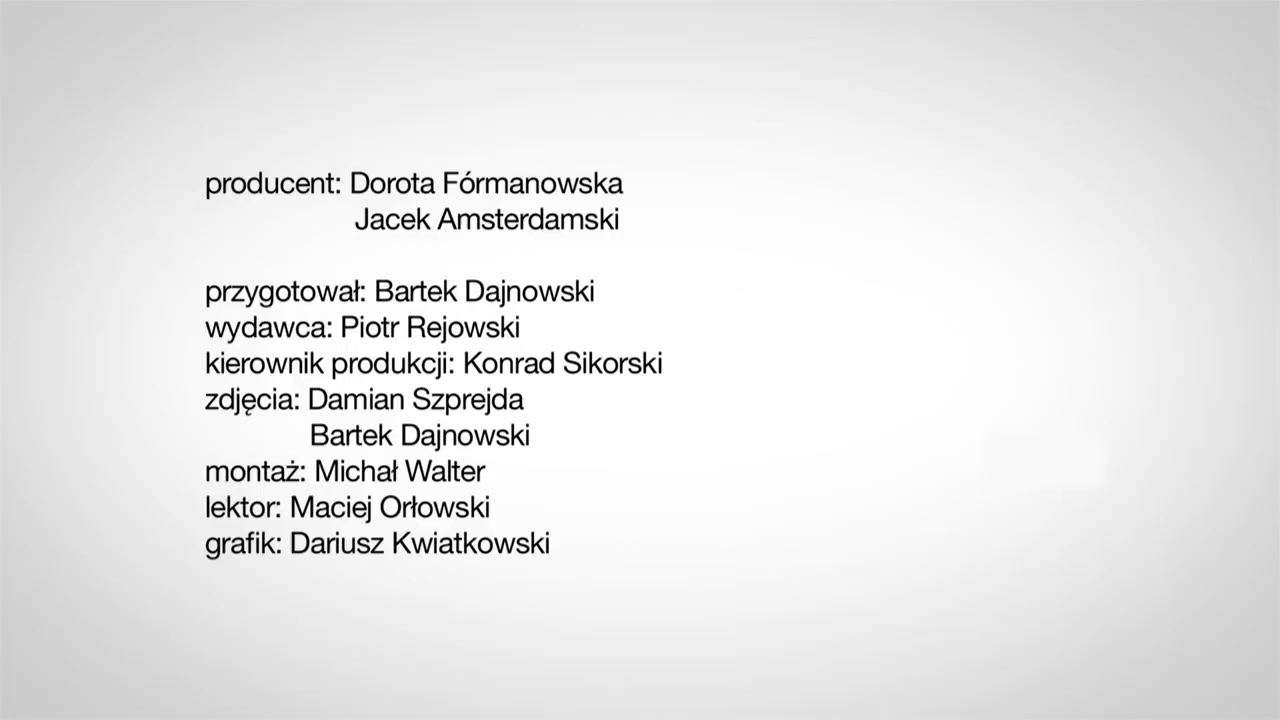 producent: Dorota Fórmanowska
Jacek Amsterdamski
przygotował: Bartek Dajnowski
wydawca: Piotr Rejowski
kierownik produkcji: Konrad Sikorski
zdjęcia: Damian Szprejda
Bartek Dajnowski
montaż: Michał Walter
lektor: Maciej Orłowski
grafik: Dariusz Kwiatkowski